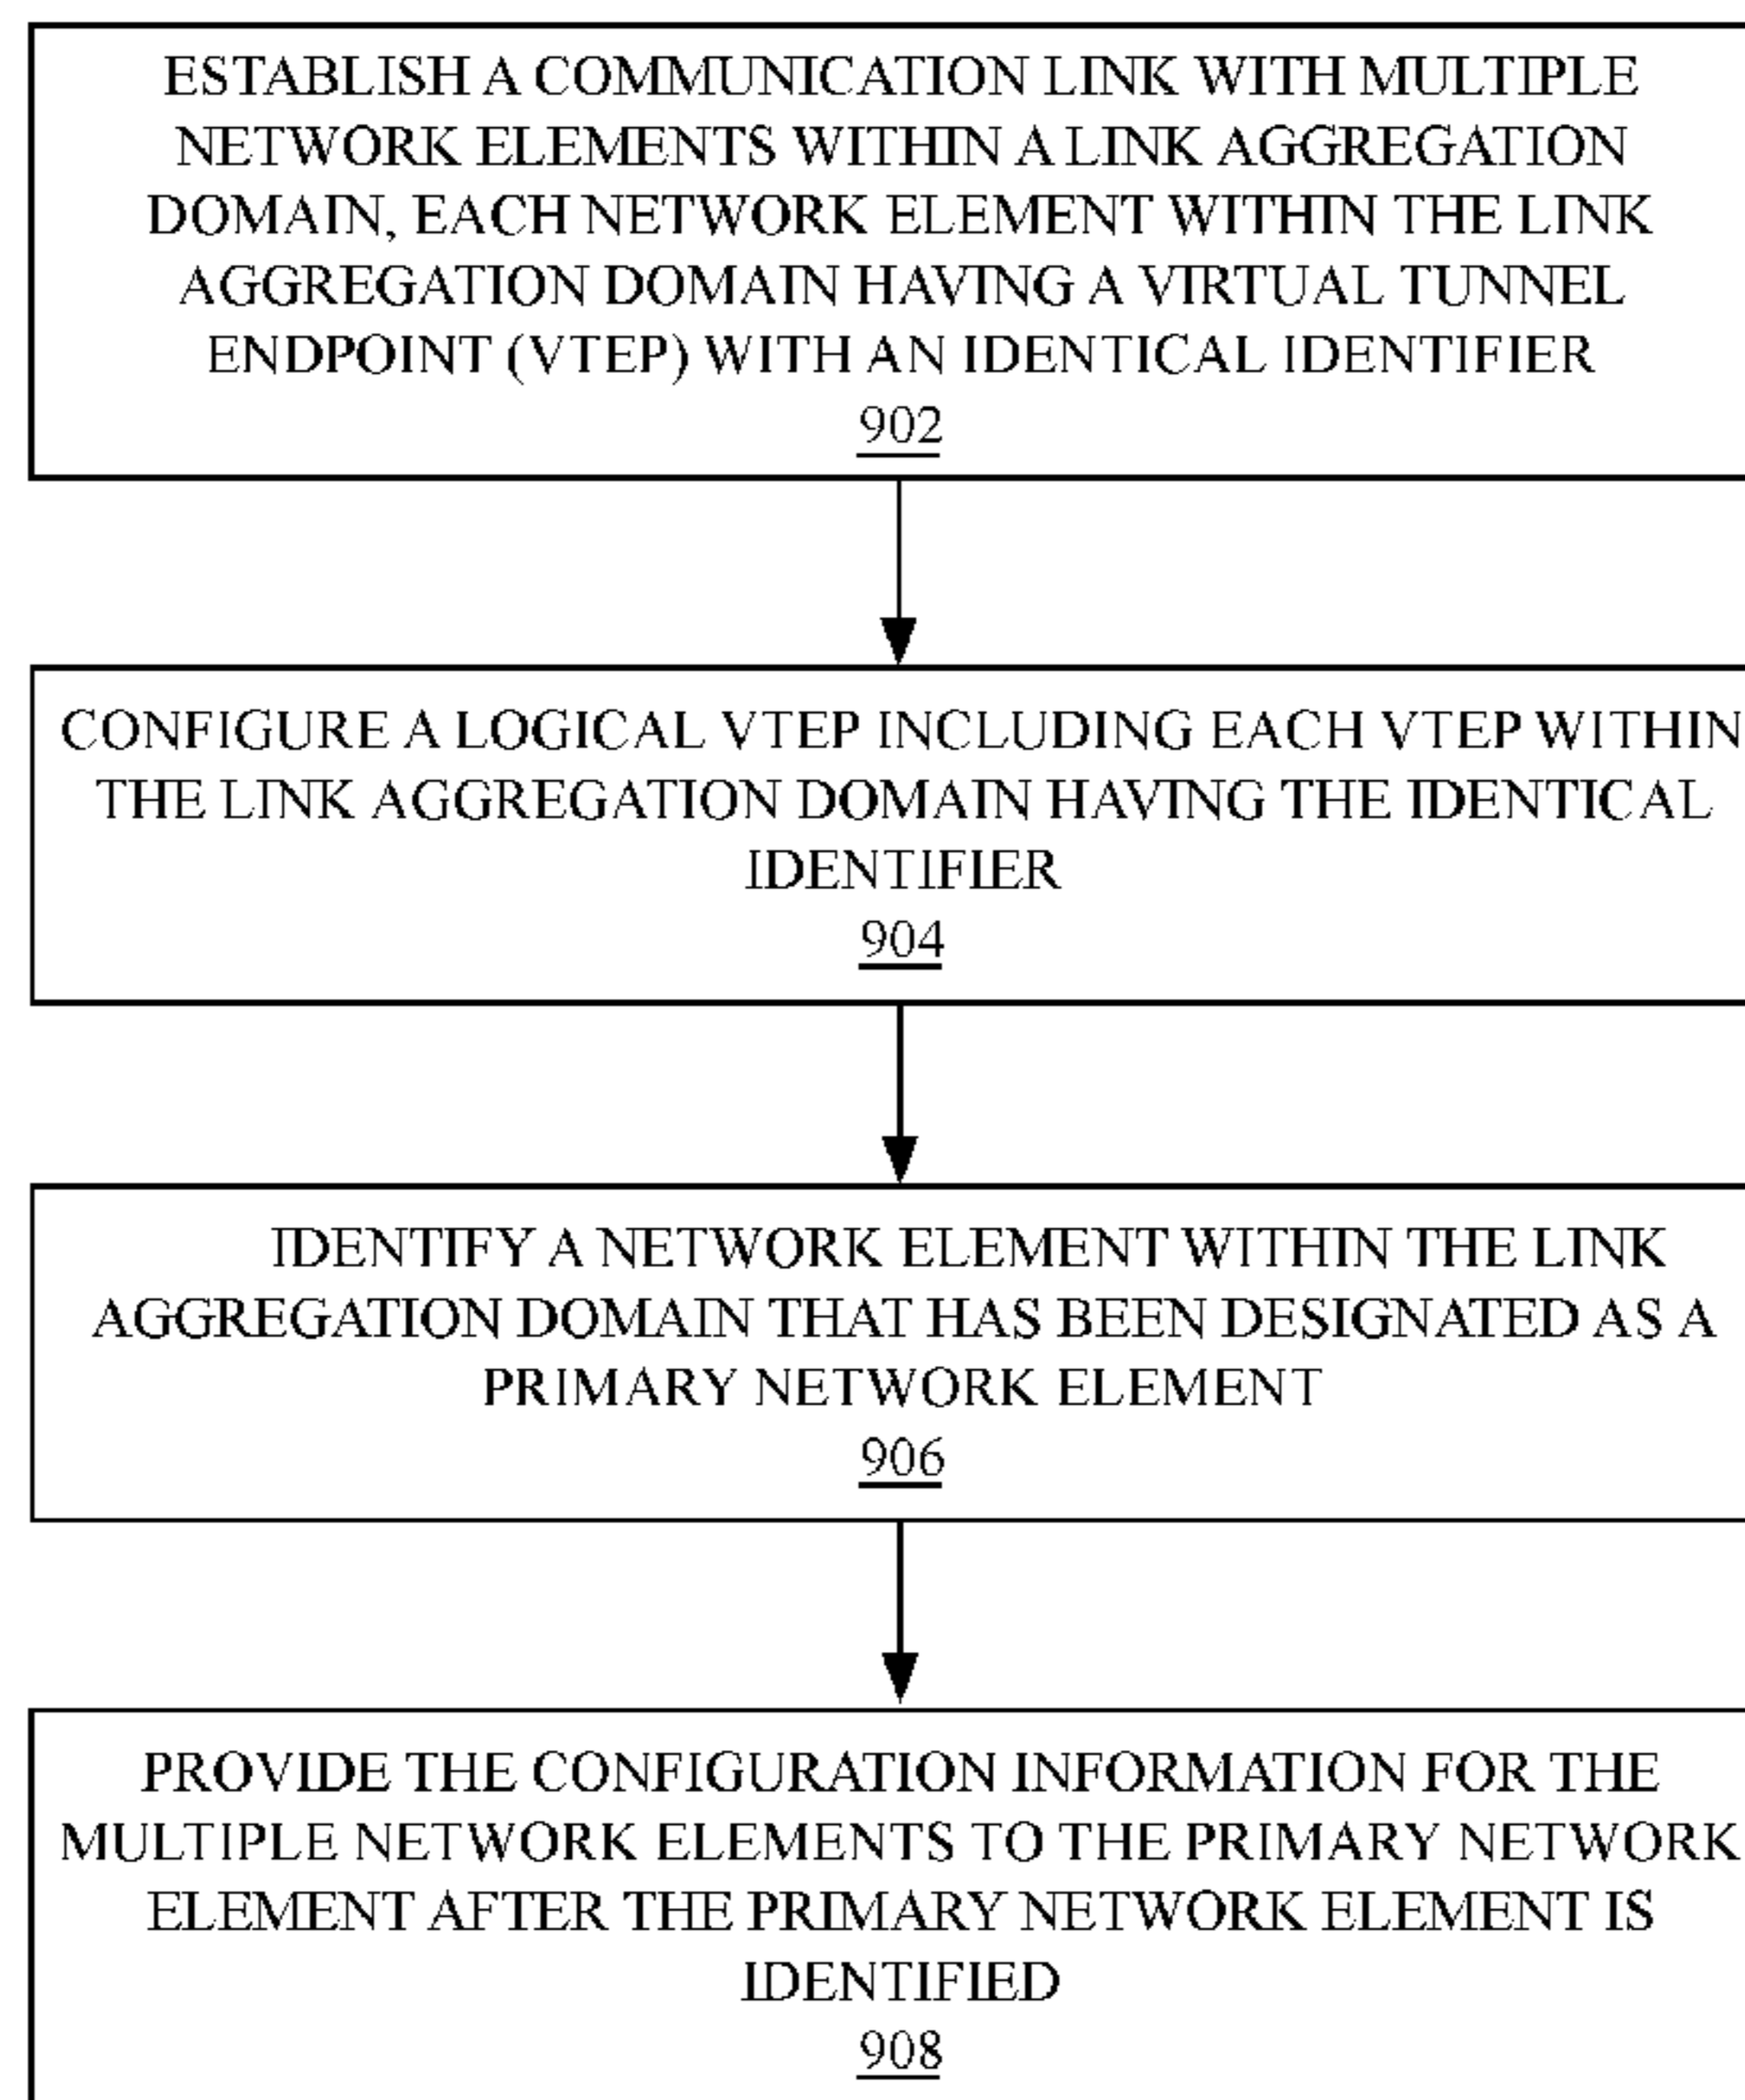 ESTABLISH A COMMUNICATION LINK WITH MULTIPLE
NETWORK ELEMENTS WITHIN A LINK AGGREGATION
DOMAIN, EACH NETWORK ELEMENT WITHIN THE LINK
AGGREGATION DOMAIN HAVING A VIRTUAL TUNNEL
ENDPOINT (VTEP) WITH AN IDENTICAL IDENTIFIER
902
CONFIGURE A LOGICAL VTEP INCLUDING EACH VTEP WITHIN
THE LINK AGGREGATION DOMAIN HAVING THE IDENTICAL
IDENTIFIER
904
IDENTIFY A NETWORK ELEMENT WITHIN THE LINK
AGGREGATION DOMAIN THAT HAS BEEN DESIGNATED AS A
PRIMARY NETWORK ELEMENT
906
PROVIDE THE CONFIGURATION INFORMATION FOR THE
MULTIPLE NETWORK ELEMENTS TO THE PRIMARY NETWORK
ELEMENT AFTER THE PRIMARY NETWORK ELEMENT IS
IDENTIFIED
908